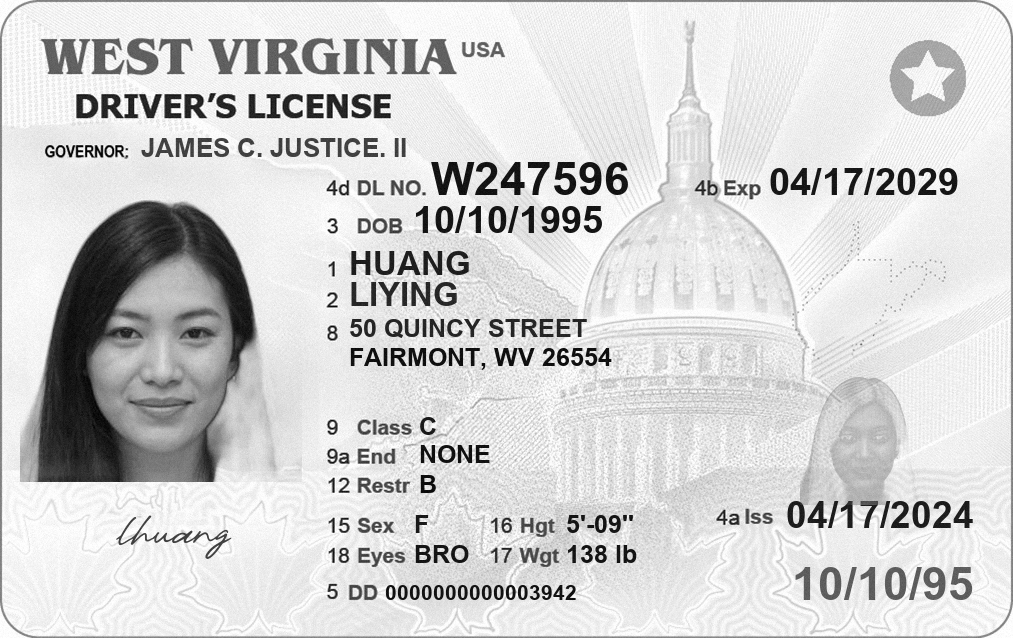 WEST VIRGINIA USA
DRIVER'S LICENSE
GOVERNOR: JAMES C. JUSTICE. II
4d DL NO. W247596 4b Exp 04/17/2029
3 DOB 10/10/1995
1 HUANG
2 LIYING
8 50 QUINCY STREET
FAIRMONT, WV 26554
9 Class C
9a End NONE
12 Restr B
15 Sex F 16 Hgt 5'-09"
4a Iss 04/17/2024
18 Eyes BRO 17 Wgt 138 lb
5 DD 0000000000003942
lhuang
10/10/95